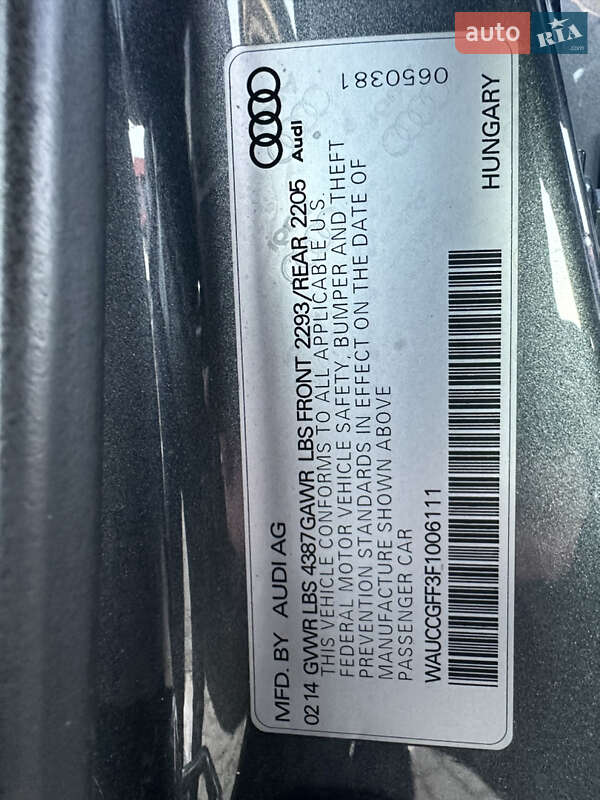 auto RIA .com
0650381
MFD. BY AUDI AG
Audi
02 14 GVWR LBS 4387GAWR LBS FRONT 2293/REAR 2205
THIS VEHICLE CONFORMS TO ALL APPLICABLE U.S.
FEDERAL MOTOR VEHICLE SAFETY, BUMPER AND THEFT
PREVENTION STANDARDS IN EFFECT ON THE DATE OF
MANUFACTURE SHOWN ABOVE
PASSENGER CAR
WAUCCGFF3F1006111
HUNGARY